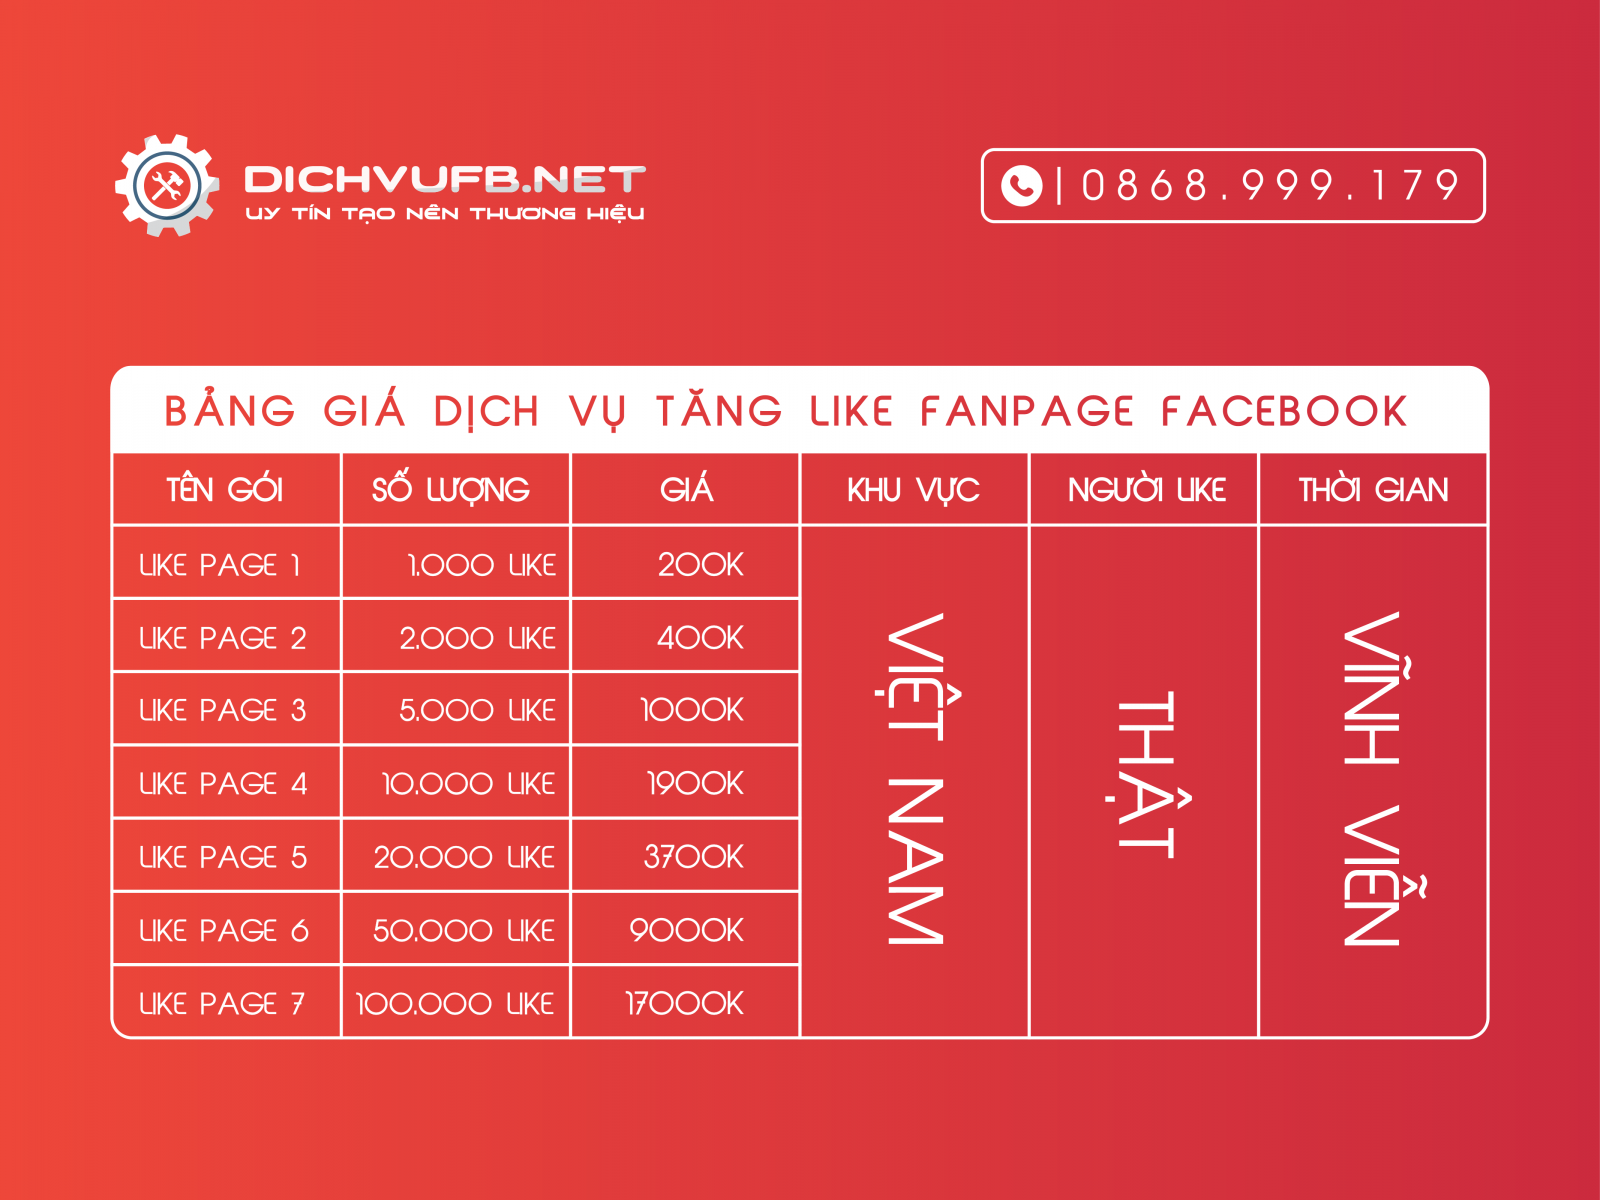 DICHVUFB.NET
UY TÍN TẠO NÊN THƯƠNG HIỆU
| 0868.999.179
BẢNG GIÁ DỊCH VỤ TĂNG LIKE FANPAGE FACEBOOK
TÊN GÓI SỐ LƯỢNG GIÁ KHU VỰC NGƯỜI LIKE THỜI GIAN
LIKE PAGE 1 1.000 LIKE 200K
LIKE PAGE 2 2.000 LIKE 400K
LIKE PAGE 3 5.000 LIKE 1000K
LIKE PAGE 4 10.000 LIKE 1900K
LIKE PAGE 5 20.000 LIKE 3700K
LIKE PAGE 6 50.000 LIKE 9000K
LIKE PAGE 7 100.000 LIKE 17000K
VIỆT NAM
THẬT
VĨNH VIỄN